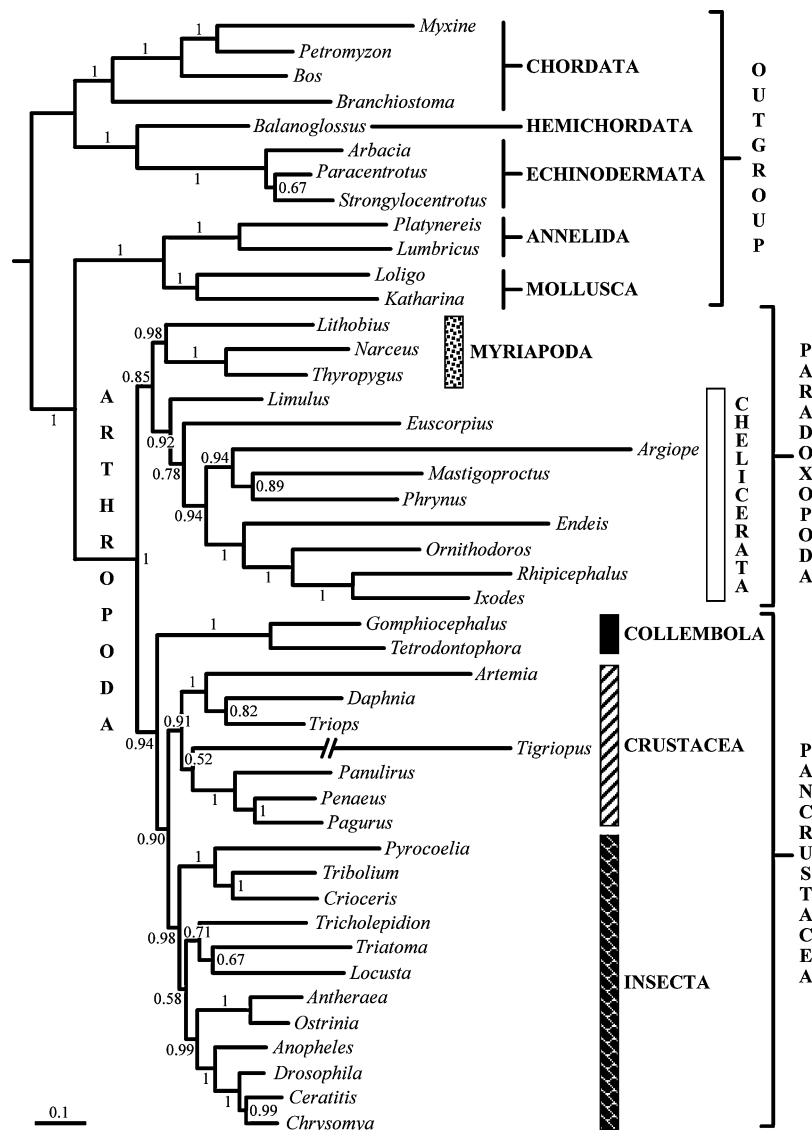 Myxine
1
1
Petromyzon
CHORDATA
1
Bos
Branchiostoma
Balanoglossus
HEMICHORDATA
1
Arbacia
Paracentrotus
ECHINODERMATA
1
0.67
Strongylocentrotus
OUTGROUP
Platynereis
1
ANNELIDA
1
Lumbricus
Loligo
1
MOLLUSCA
Katharina
Lithobius
0.98
Narceus
MYRIAPODA
1
Thyropygus
0.85
Limulus
1
Euscorpius
0.92
Argiope
0.94
0.78
Mastigoproctus
0.89
Phrynus
0.94
Endeis
1
Ornithodoros
1
Rhipicephalus
1
Ixodes
CHELICERATA
PARADOXOPODA
ARTHROPODA
1
Gomphiocephalus
1
COLLEMBOLA
Tetrodontophora
Artemia
1
Daphnia
0.82
0.91
Triops
0.94
Tigriopus
CRUSTACEA
0.52
Panulirus
1
Penaeus
1
Pagurus
0.90
Pyrocoelia
1
Tribolium
1
Crioceris
Tricholepidion
0.71
0.98
Triatoma
0.67
Locusta
INSECTA
0.58
Antheraea
1
Ostrinia
0.99
Anopheles
1
Drosophila
Ceratitis
1
0.99
Chrysomya
PANCRUSTACEA
0.1